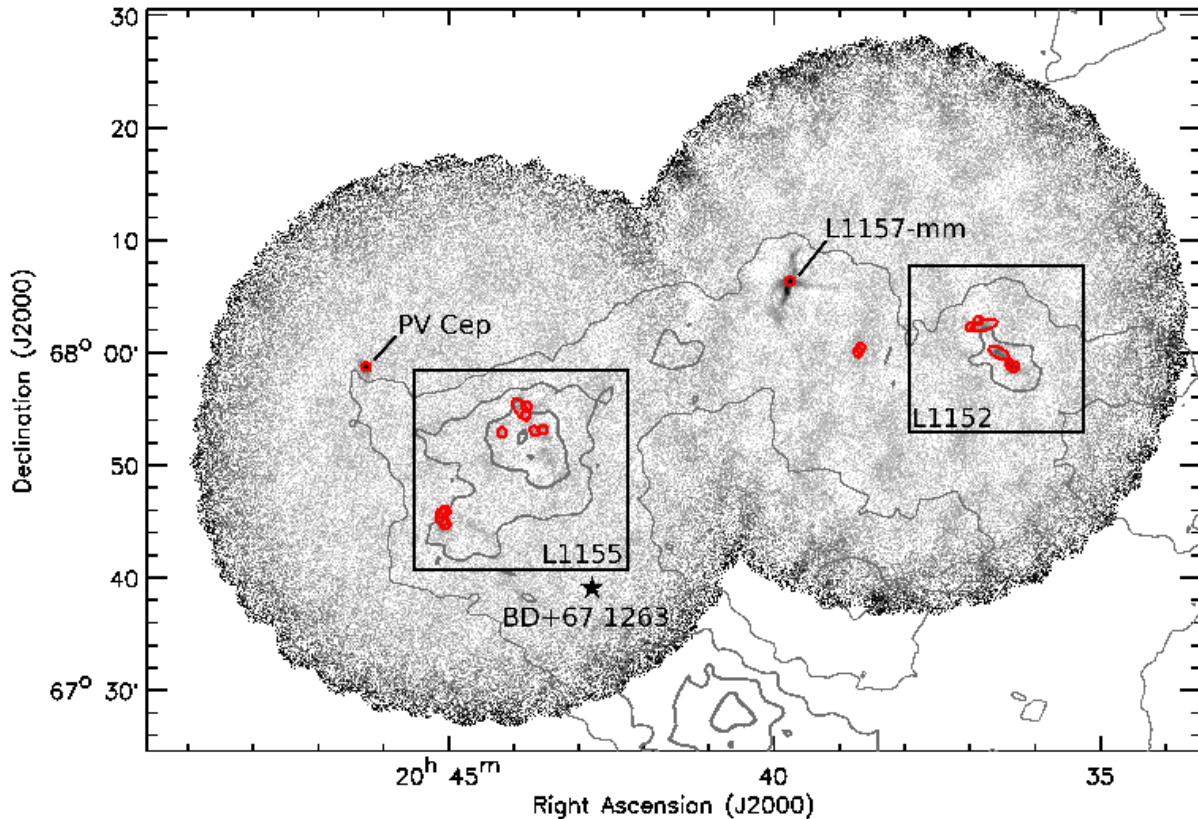 30
20
10
68° 00'
50
40
67° 30'
Declination (J2000)
L1157-mm
PV Cep
L1152
L1155
BD+67 1263
20ʰ 45ᵐ
40
35
Right Ascension (J2000)